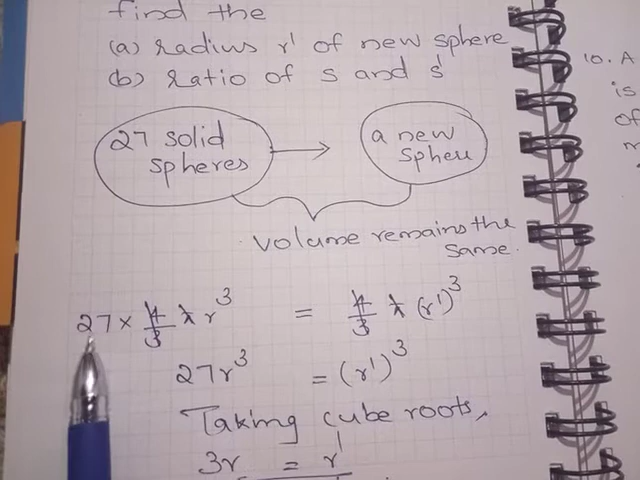 find the
(a) radius r' of new sphere
(b) ratio of s and s'
27 solid
spheres
a new
spheu
volume remains the
same.
27 × 4/3 π r³ = 4/3 π (r')³
27r³ = (r')³
Taking cube roots,
3r = r'
10. A
is
of